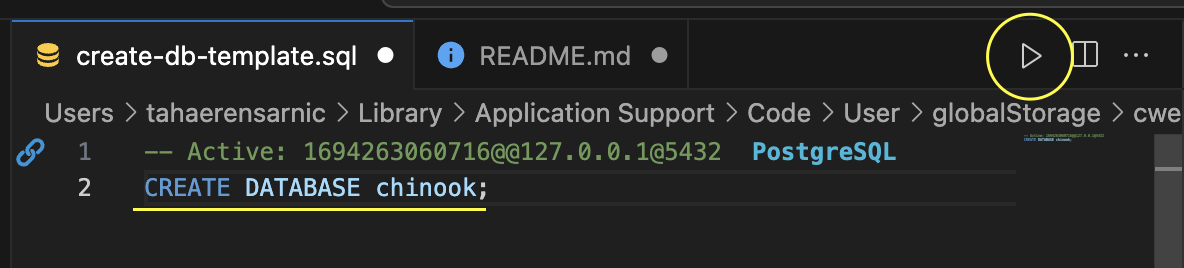 create-db-template.sql README.md
Users > tahaerensarnic > Library > Application Support > Code > User > globalStorage > cwe
1 -- Active: 1694263060716@@127.0.0.1@5432 PostgreSQL
2 CREATE DATABASE chinook;